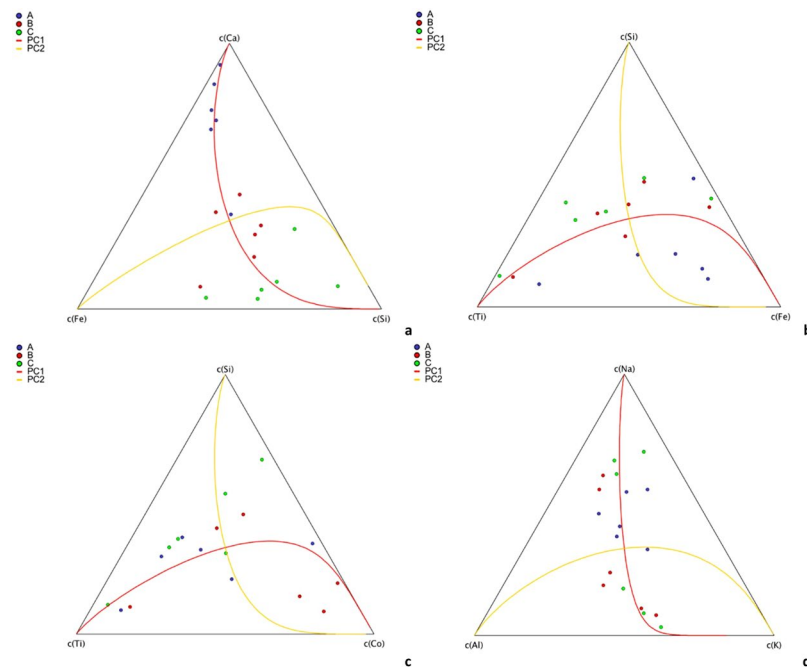 A
B
C
PC1
PC2
c(Ca)
c(Fe)
c(Si)
a
A
B
C
PC1
PC2
c(Si)
c(Ti)
c(Fe)
b
A
B
C
PC1
PC2
c(Si)
c(Ti)
c(Co)
c
A
B
C
PC1
PC2
c(Na)
c(Al)
c(K)